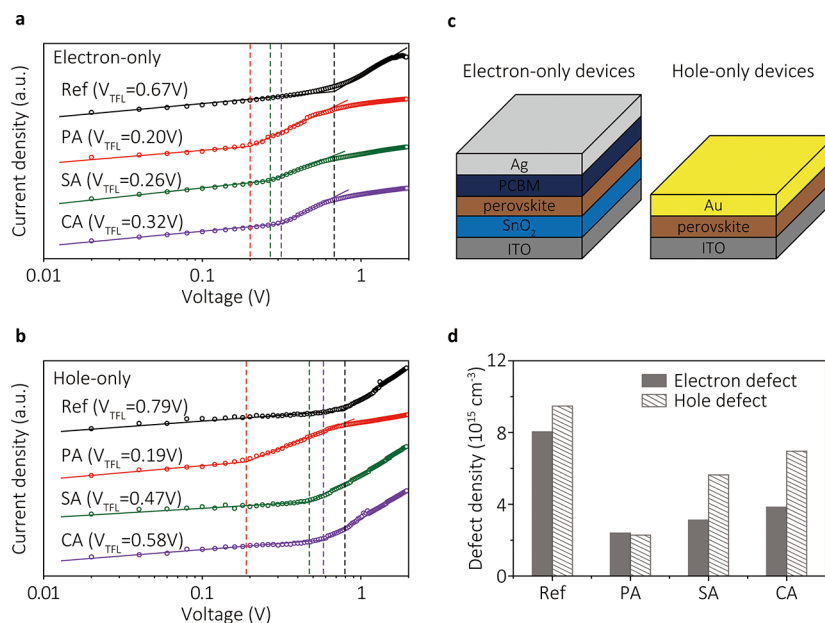 a
Electron-only
Ref (V_TFL=0.67V)
PA (V_TFL=0.20V)
SA (V_TFL=0.26V)
CA (V_TFL=0.32V)
Current density (a.u.)
0.01
0.1
1
Voltage (V)
b
Hole-only
Ref (V_TFL=0.79V)
PA (V_TFL=0.19V)
SA (V_TFL=0.47V)
CA (V_TFL=0.58V)
Current density (a.u.)
0.01
0.1
1
Voltage (V)
c
Electron-only devices
Hole-only devices
Ag
PCBM
perovskite
SnO₂
ITO
Au
perovskite
ITO
d
Electron defect
Hole defect
Defect density (10¹⁵ cm⁻³)
12
8
4
0
Ref
PA
SA
CA